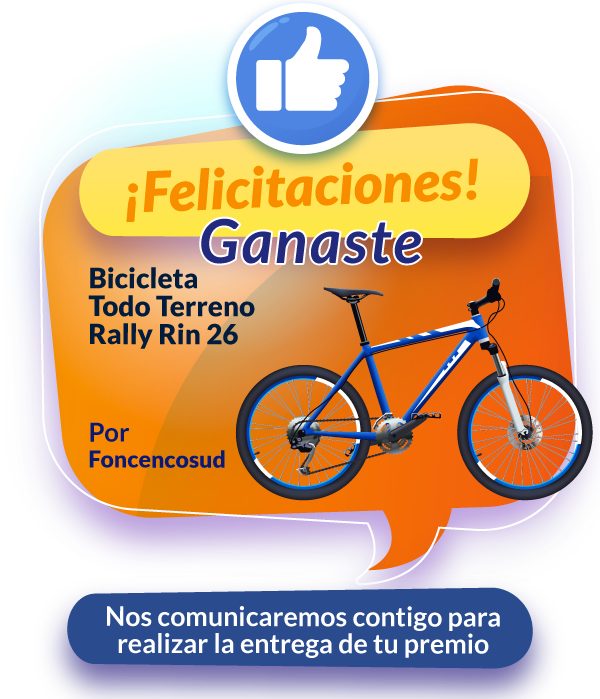 ¡Felicitaciones!
Ganaste
Bicicleta
Todo Terreno
Rally Rin 26
Por
Foncencosud
Nos comunicaremos contigo para
realizar la entrega de tu premio